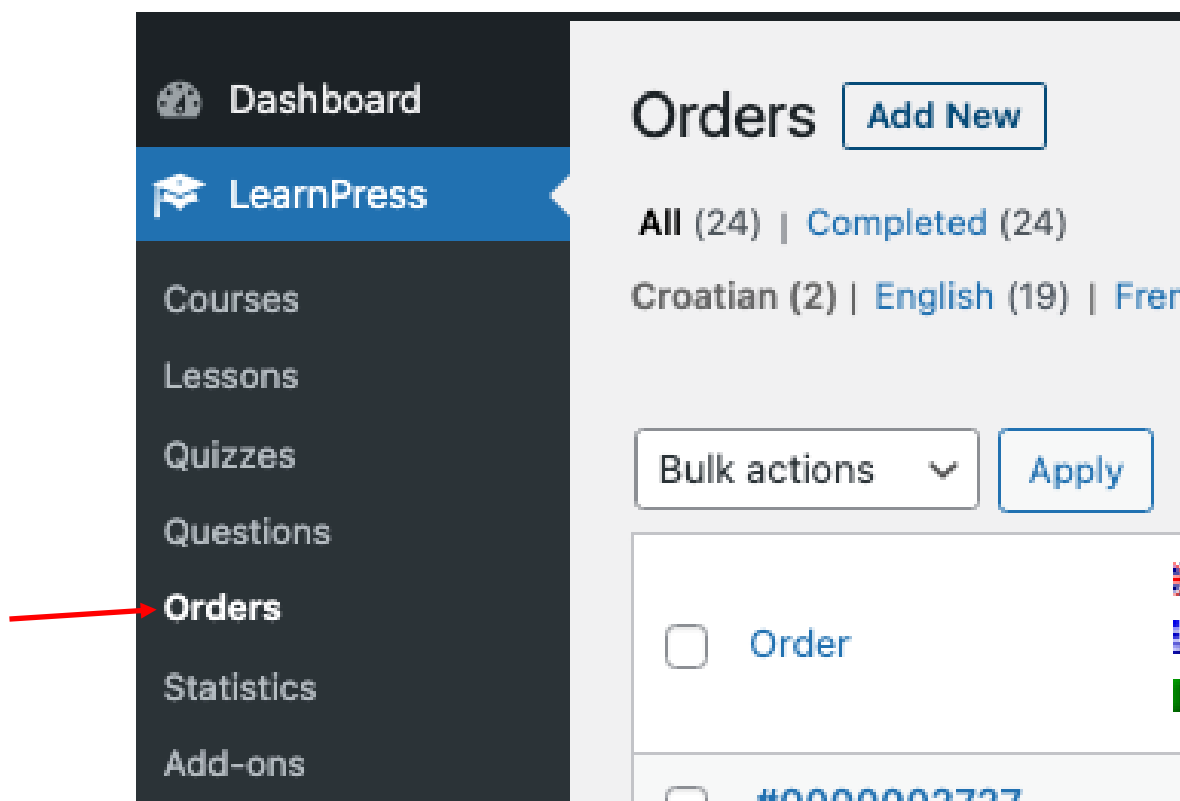 Dashboard
LearnPress
Courses
Lessons
Quizzes
Questions
Orders
Statistics
Add-ons
Orders Add New
All (24) | Completed (24)
Croatian (2) | English (19) |
Bulk actions Apply
Order